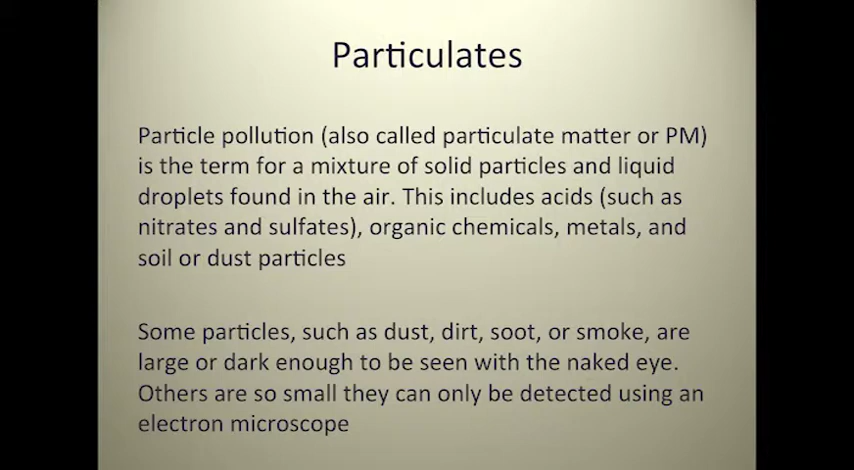 Particulates
Particle pollution (also called particulate matter or PM)
is the term for a mixture of solid particles and liquid
droplets found in the air. This includes acids (such as
nitrates and sulfates), organic chemicals, metals, and
soil or dust particles
Some particles, such as dust, dirt, soot, or smoke, are
large or dark enough to be seen with the naked eye.
Others are so small they can only be detected using an
electron microscope